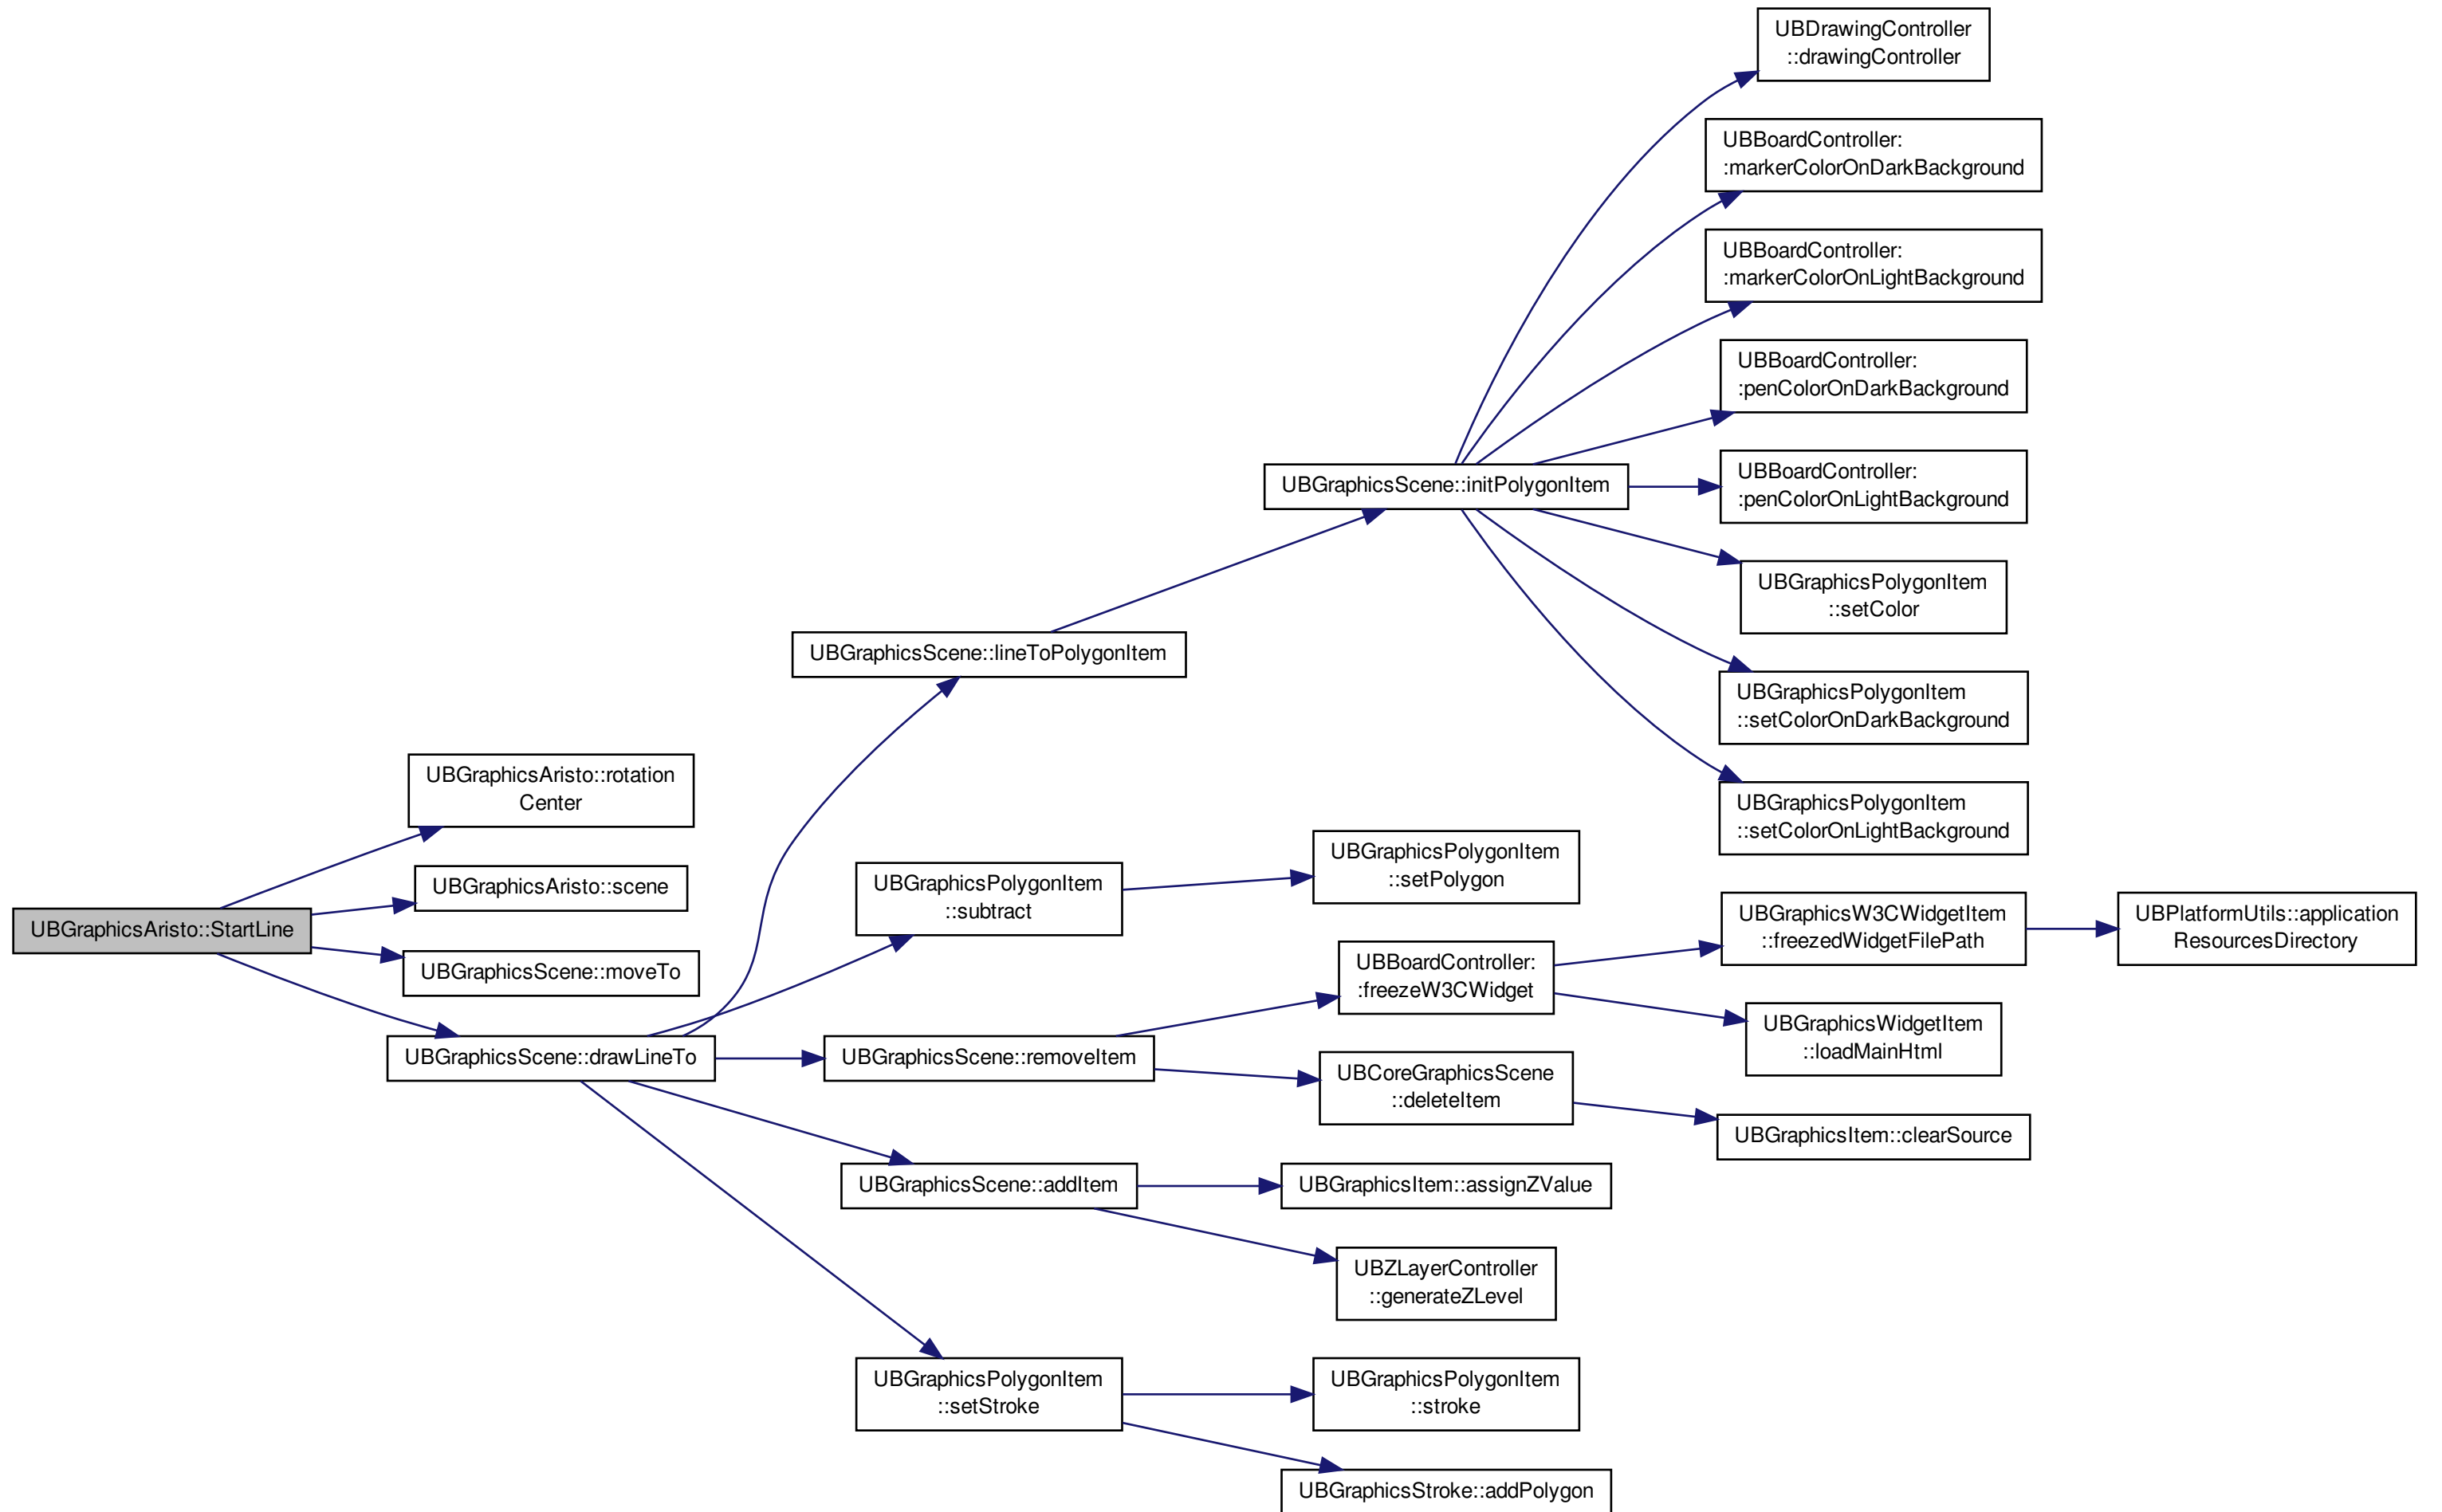 UBGraphicsAristo::StartLine
UBGraphicsAristo::rotation
Center
UBGraphicsAristo::scene
UBGraphicsScene::moveTo
UBGraphicsScene::drawLineTo
UBGraphicsScene::lineToPolygonItem
UBGraphicsPolygonItem
::subtract
UBGraphicsScene::removeItem
UBGraphicsScene::addItem
UBGraphicsPolygonItem
::setStroke
UBGraphicsScene::initPolygonItem
UBGraphicsPolygonItem
::setPolygon
UBBoardController:
:freezeW3CWidget
UBCoreGraphicsScene
::deleteItem
UBGraphicsItem::assignZValue
UBZLayerController
::generateZLevel
UBGraphicsPolygonItem
::stroke
UBGraphicsStroke::addPolygon
UBDrawingController
::drawingController
UBBoardController:
:markerColorOnDarkBackground
UBBoardController:
:markerColorOnLightBackground
UBBoardController:
:penColorOnDarkBackground
UBBoardController:
:penColorOnLightBackground
UBGraphicsPolygonItem
::setColor
UBGraphicsPolygonItem
::setColorOnDarkBackground
UBGraphicsPolygonItem
::setColorOnLightBackground
UBGraphicsW3CWidgetItem
::freezedWidgetFilePath
UBGraphicsWidgetItem
::loadMainHtml
UBGraphicsItem::clearSource
UBPlatformUtils::application
ResourcesDirectory